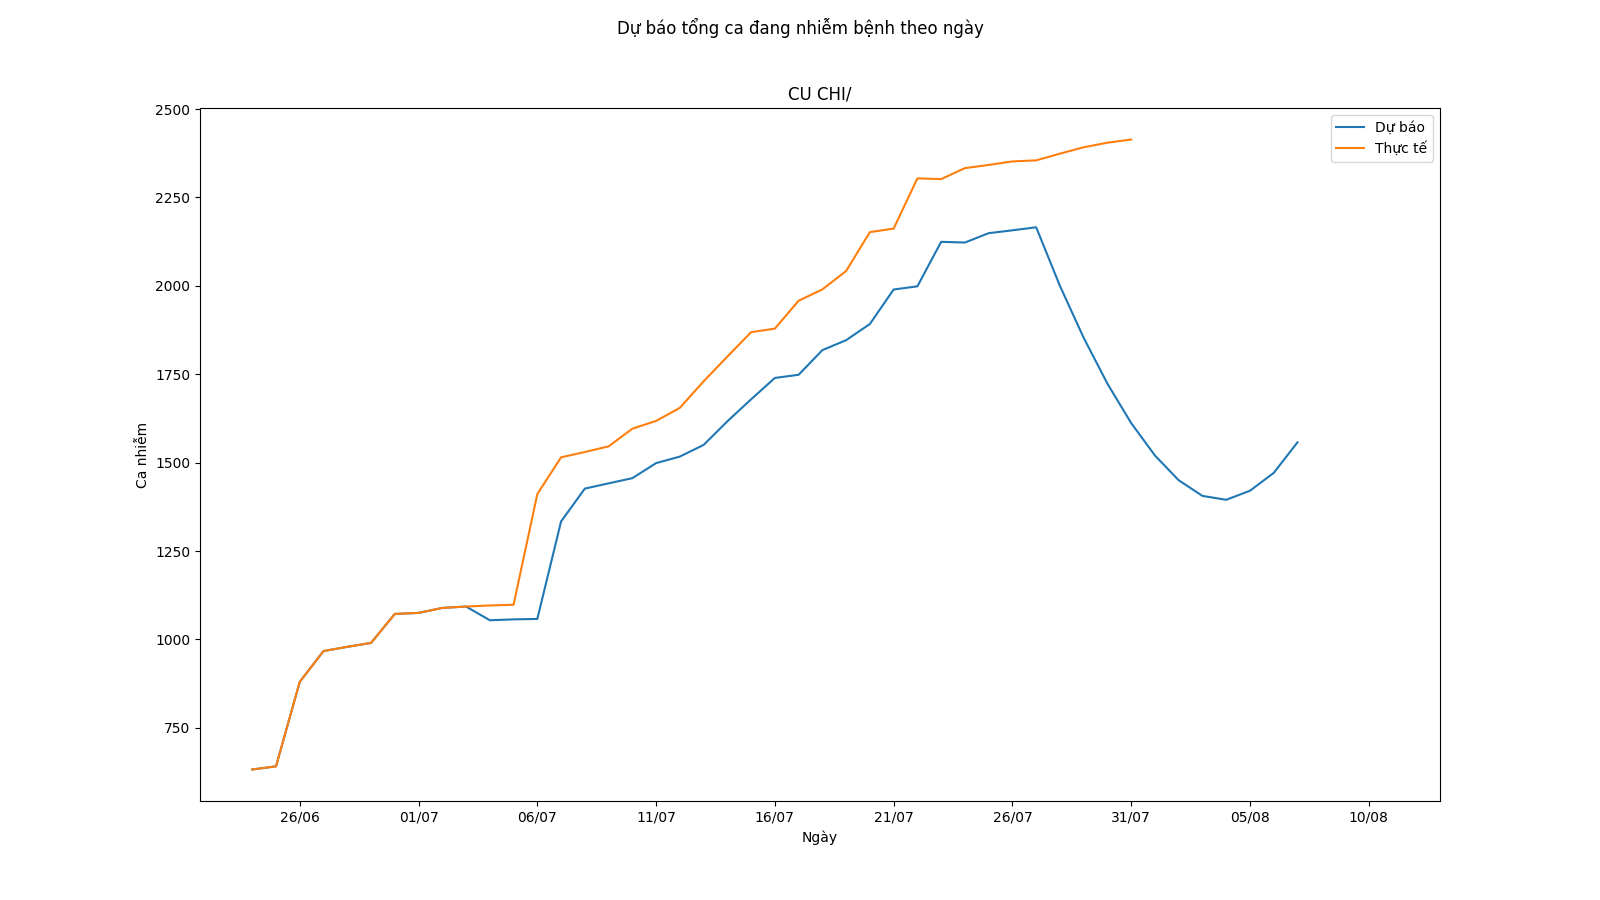 Dự báo tổng ca đang nhiễm bệnh theo ngày
CU CHI/
Dự báo
Thực tế
2500
2250
2000
1750
1500
1250
1000
750
Ca nhiễm
26/06 01/07 06/07 11/07 16/07 21/07 26/07 31/07 05/08 10/08
Ngày